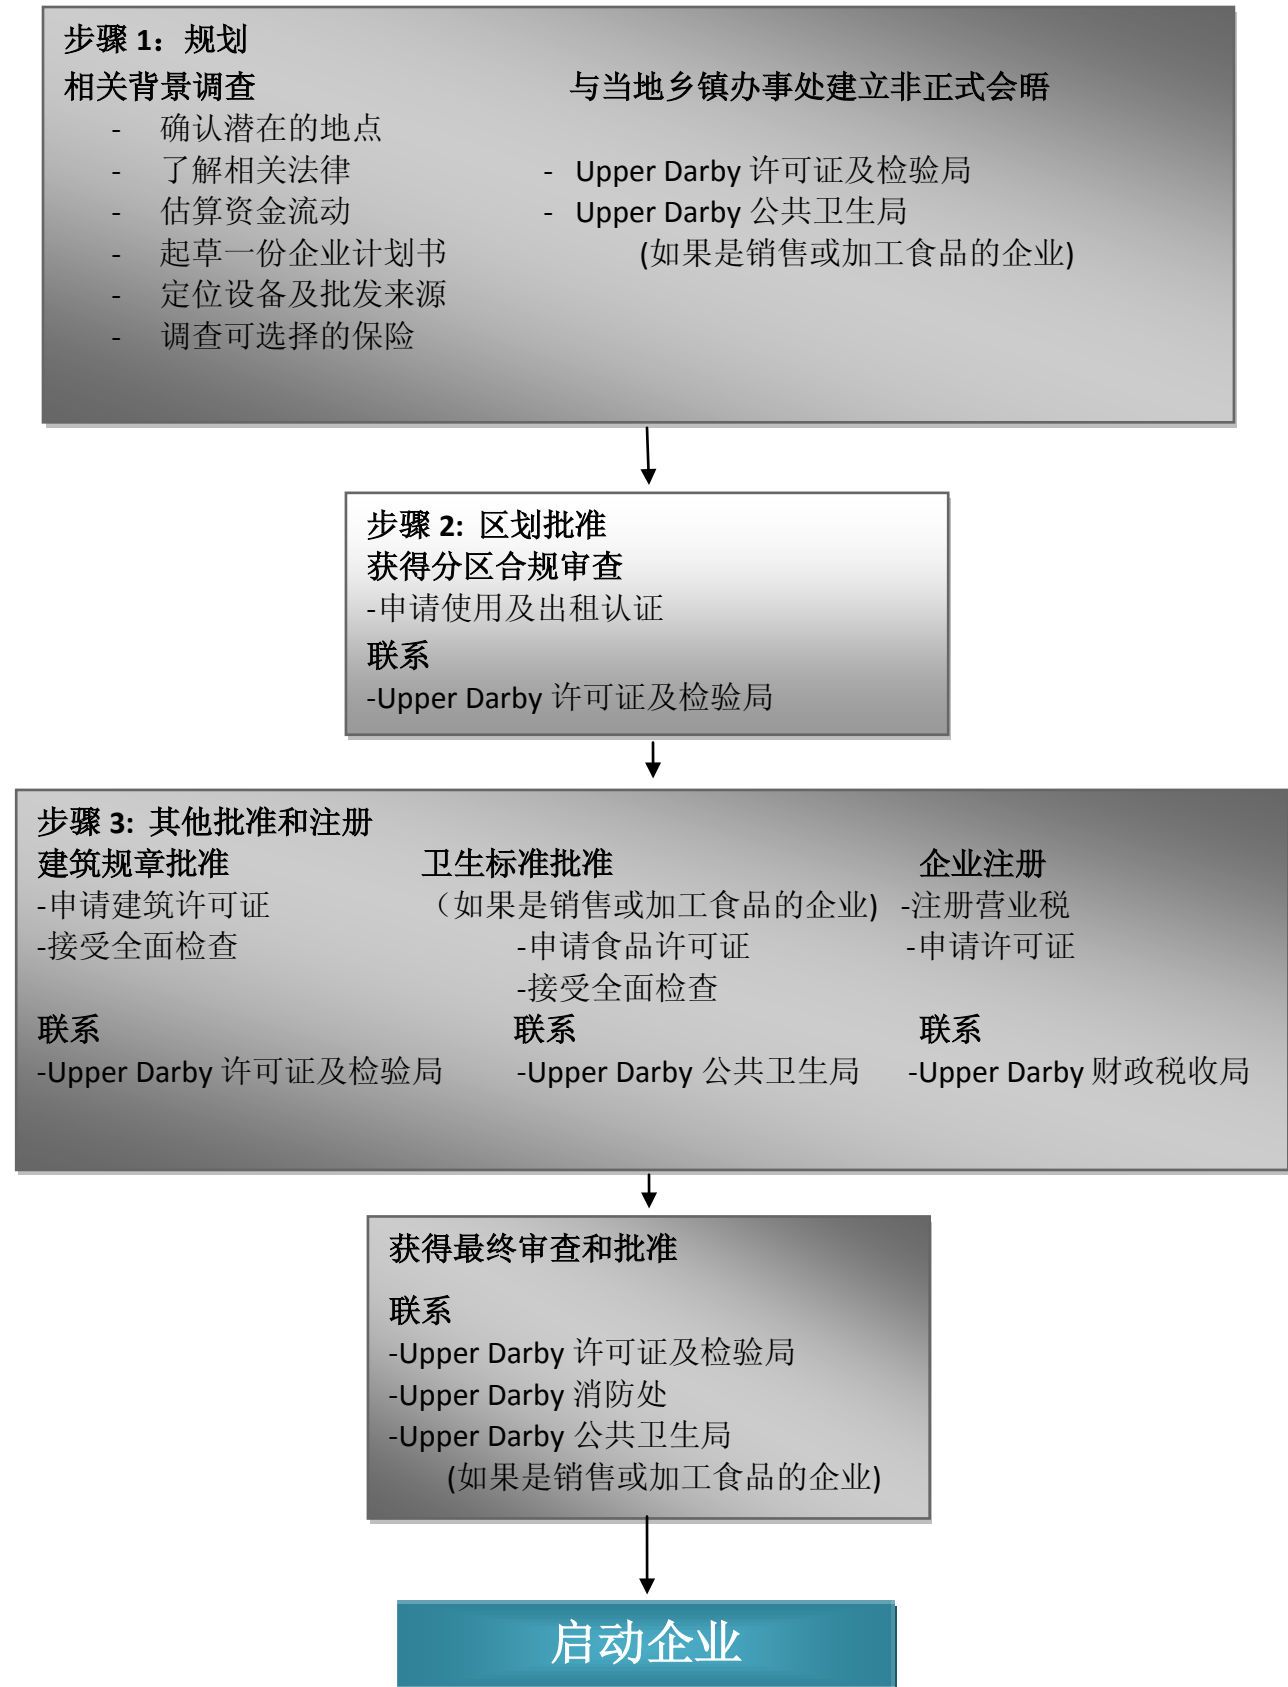 步骤 1：规划
相关背景调查 与当地乡镇办事处建立非正式会晤
- 确认潜在的地点
- 了解相关法律 - Upper Darby 许可证及检验局
- 估算资金流动 - Upper Darby 公共卫生局
- 起草一份企业计划书 (如果是销售或加工食品的企业)
- 定位设备及批发来源
- 调查可选择的保险
步骤 2: 区划批准
获得分区合规审查
-申请使用及出租认证
联系
-Upper Darby 许可证及检验局
步骤 3: 其他批准和注册
建筑规章批准 卫生标准批准 企业注册
-申请建筑许可证 （如果是销售或加工食品的企业) -注册营业税
-接受全面检查 -申请食品许可证 -申请许可证
-接受全面检查
联系 联系 联系
-Upper Darby 许可证及检验局 -Upper Darby 公共卫生局 -Upper Darby 财政税收局
获得最终审查和批准
联系
-Upper Darby 许可证及检验局
-Upper Darby 消防处
-Upper Darby 公共卫生局
(如果是销售或加工食品的企业)
启动企业